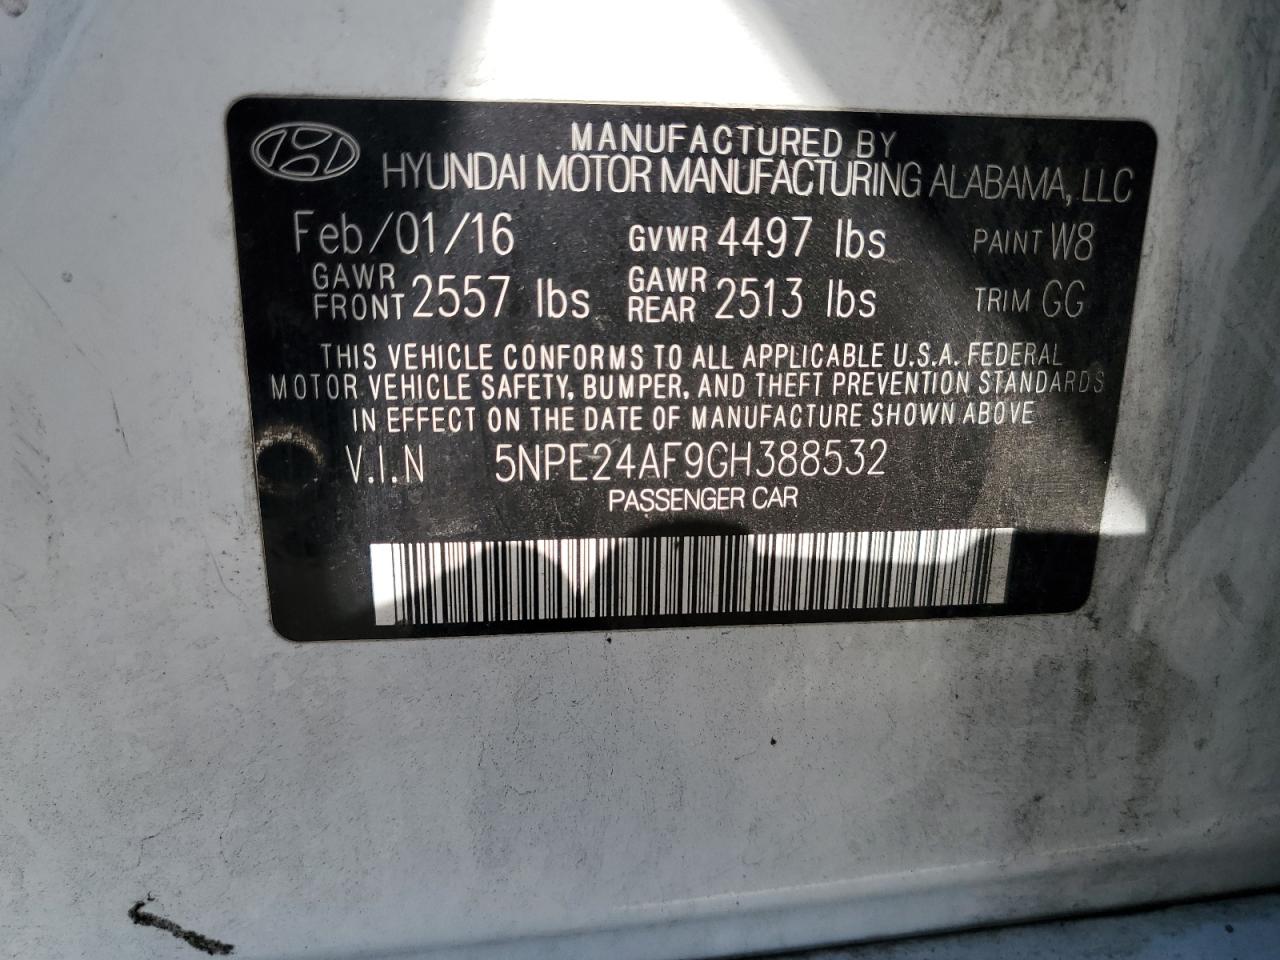 MANUFACTURED BY
HYUNDAI MOTOR MANUFACTURING ALABAMA, LLC
Feb/01/16 GVWR 4497 lbs PAINT W8
GAWR FRONT 2557 lbs GAWR REAR 2513 lbs TRIM GG
THIS VEHICLE CONFORMS TO ALL APPLICABLE U.S.A. FEDERAL
MOTOR VEHICLE SAFETY, BUMPER, AND THEFT PREVENTION STANDARDS
IN EFFECT ON THE DATE OF MANUFACTURE SHOWN ABOVE
V.I.N 5NPE24AF9GH388532
PASSENGER CAR